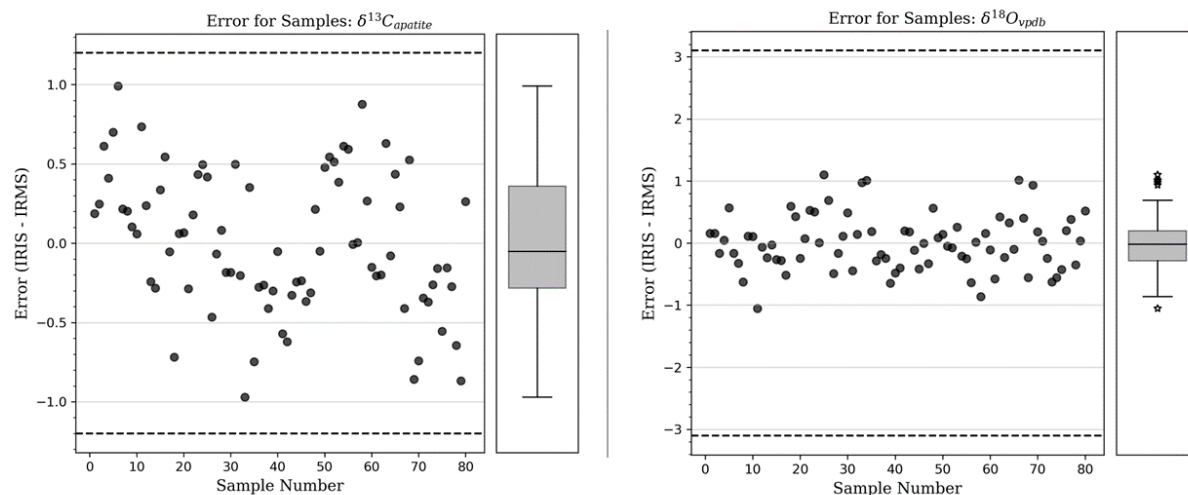 Error for Samples: δ¹³C_apatite
Error (IRIS - IRMS)
1.0
0.5
0.0
−0.5
−1.0
0 10 20 30 40 50 60 70 80
Sample Number
Error for Samples: δ¹⁸O_vpdb
Error (IRIS - IRMS)
3
2
1
0
−1
−2
−3
0 10 20 30 40 50 60 70 80
Sample Number